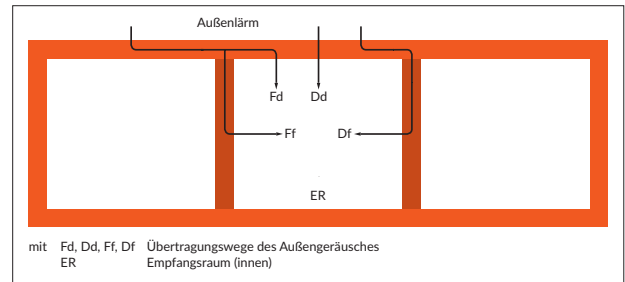 Außenlärm
Fd Dd
Ff Df
ER
mit Fd, Dd, Ff, Df Übertragungswege des Außengeräusches
ER Empfangsraum (innen)